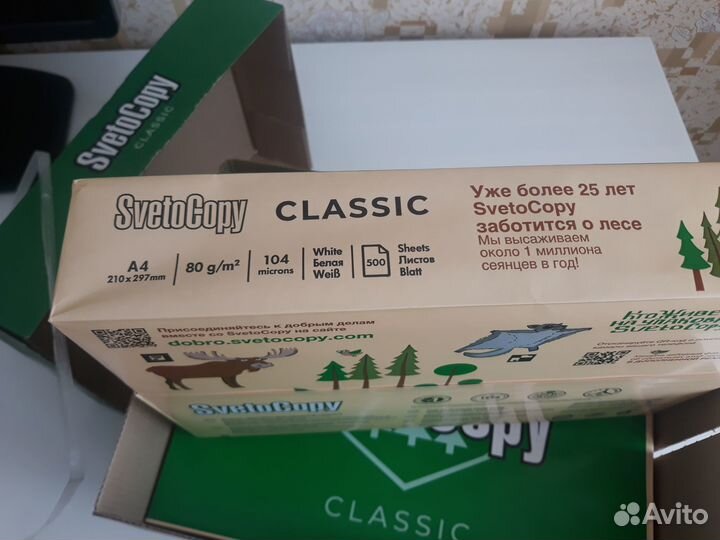 SvetoCopy
CLASSIC
SvetoCopy CLASSIC
Уже более 25 лет
SvetoCopy
заботится о лесе
Мы высаживаем
около 1 миллиона
сеянцев в год!
A4
210x297mm
80 g/m²
104
microns
White
Белая
Weiß
500
Sheets
Листов
Blatt
Присоединяйтесь к Добрым делам
вместе со SvetoCopy на сайте
dobro.svetocopy.com
SvetoCopy
SvetoCopy
opy
CLASSIC
Avito